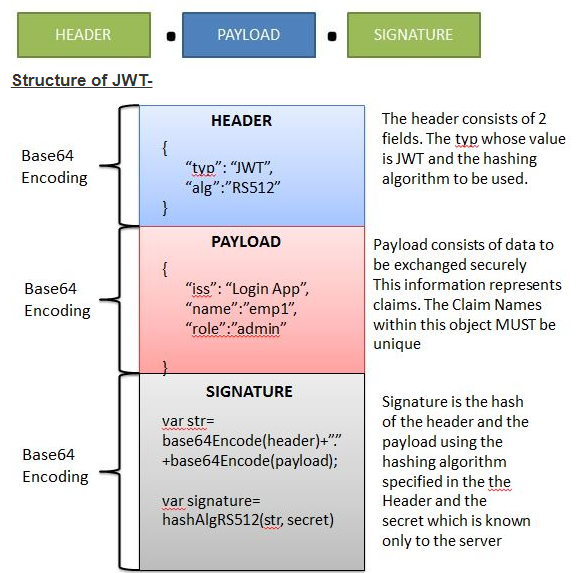 HEADER . PAYLOAD . SIGNATURE
Structure of JWT-
Base64
Encoding
HEADER
{
“typ”: “JWT”,
“alg”:”RS512”
}
The header consists of 2
fields. The typ whose value
is JWT and the hashing
algorithm to be used.
Base64
Encoding
PAYLOAD
{
“iss”: “Login App”,
“name”:”emp1”,
“role”:”admin”
}
Payload consists of data to
be exchanged securely
This information represents
claims. The Claim Names
within this object MUST be
unique
Base64
Encoding
SIGNATURE
var str=
base64Encode(header)+”.”
+base64Encode(payload);
var signature=
hashAlgRS512(str, secret)
Signature is the hash
of the header and the
payload using the
hashing algorithm
specified in the the
Header and the
secret which is known
only to the server